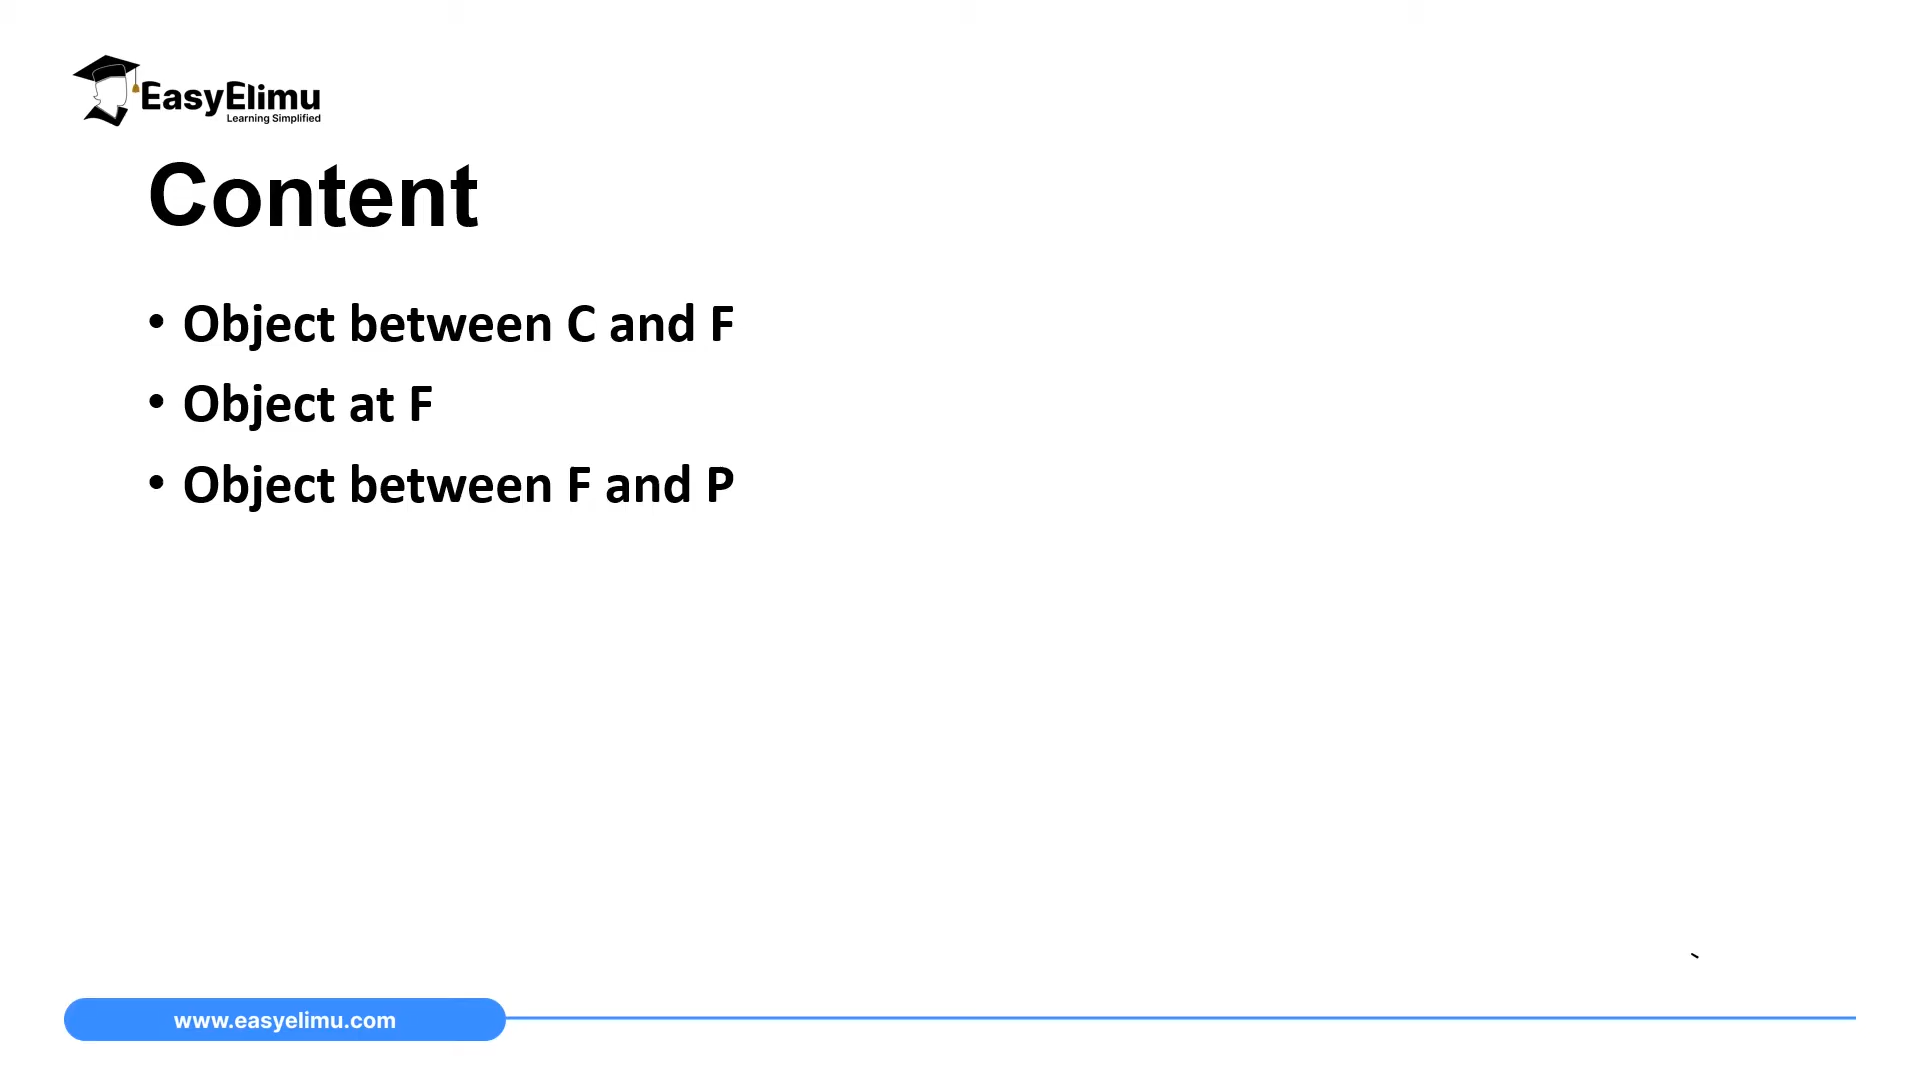 EasyElimu
Learning Simplified
Content
• Object between C and F
• Object at F
• Object between F and P
www.easyelimu.com